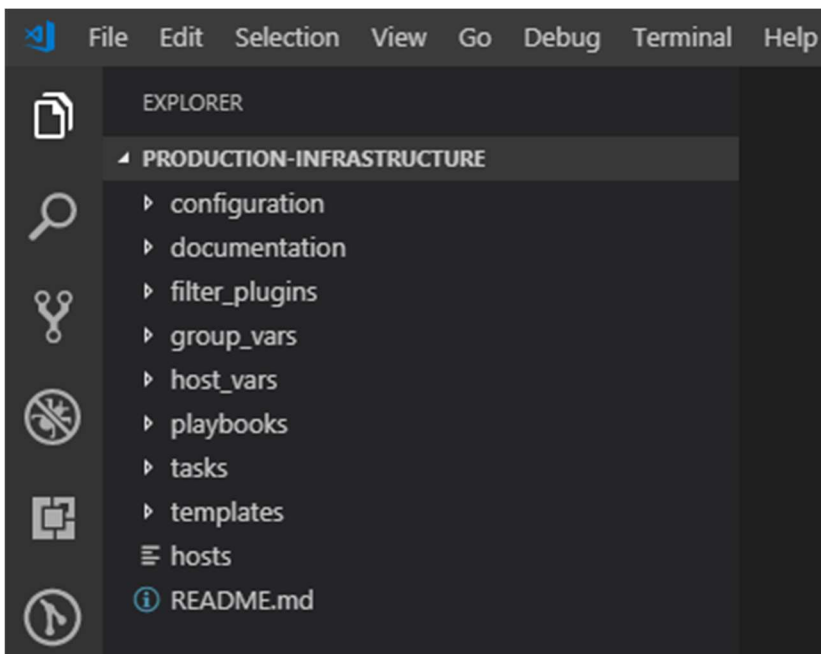 File Edit Selection View Go Debug Terminal Help
EXPLORER
PRODUCTION-INFRASTRUCTURE
configuration
documentation
filter_plugins
group_vars
host_vars
playbooks
tasks
templates
hosts
README.md